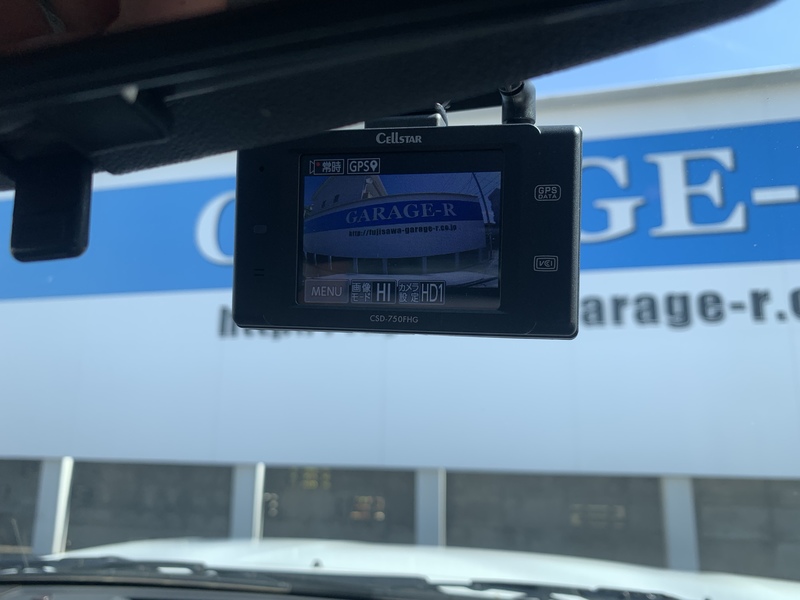 CELLSTAR
常時 GPS
GPS
DATA
GARAGE-R
http://fujisawa-garage-r.co.jp
MENU 画像モード HI カメラ設定 HD1
CSD-750FHG
GE-
arage-r.c